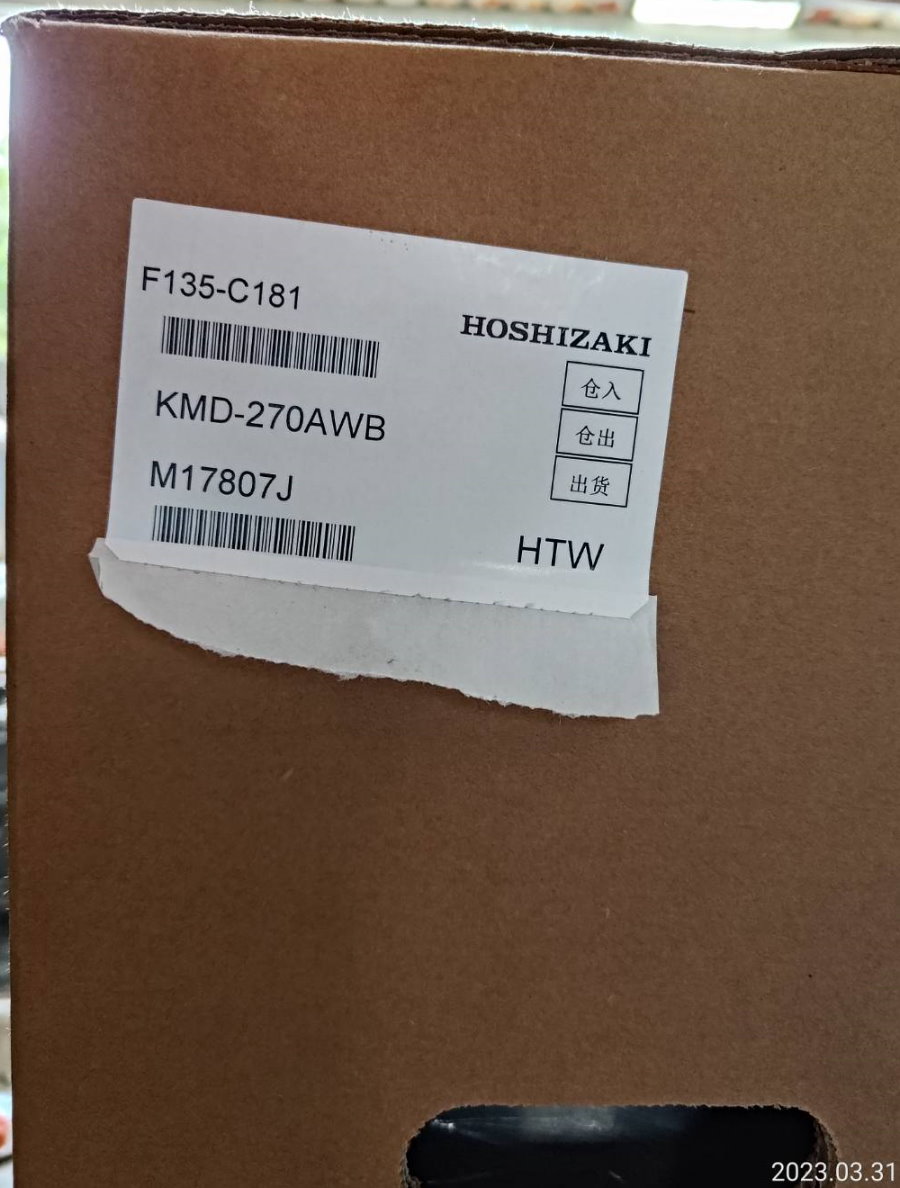 F135-C181
HOSHIZAKI
仓入
KMD-270AWB
仓出
M17807J
出货
HTW
2023.03.31